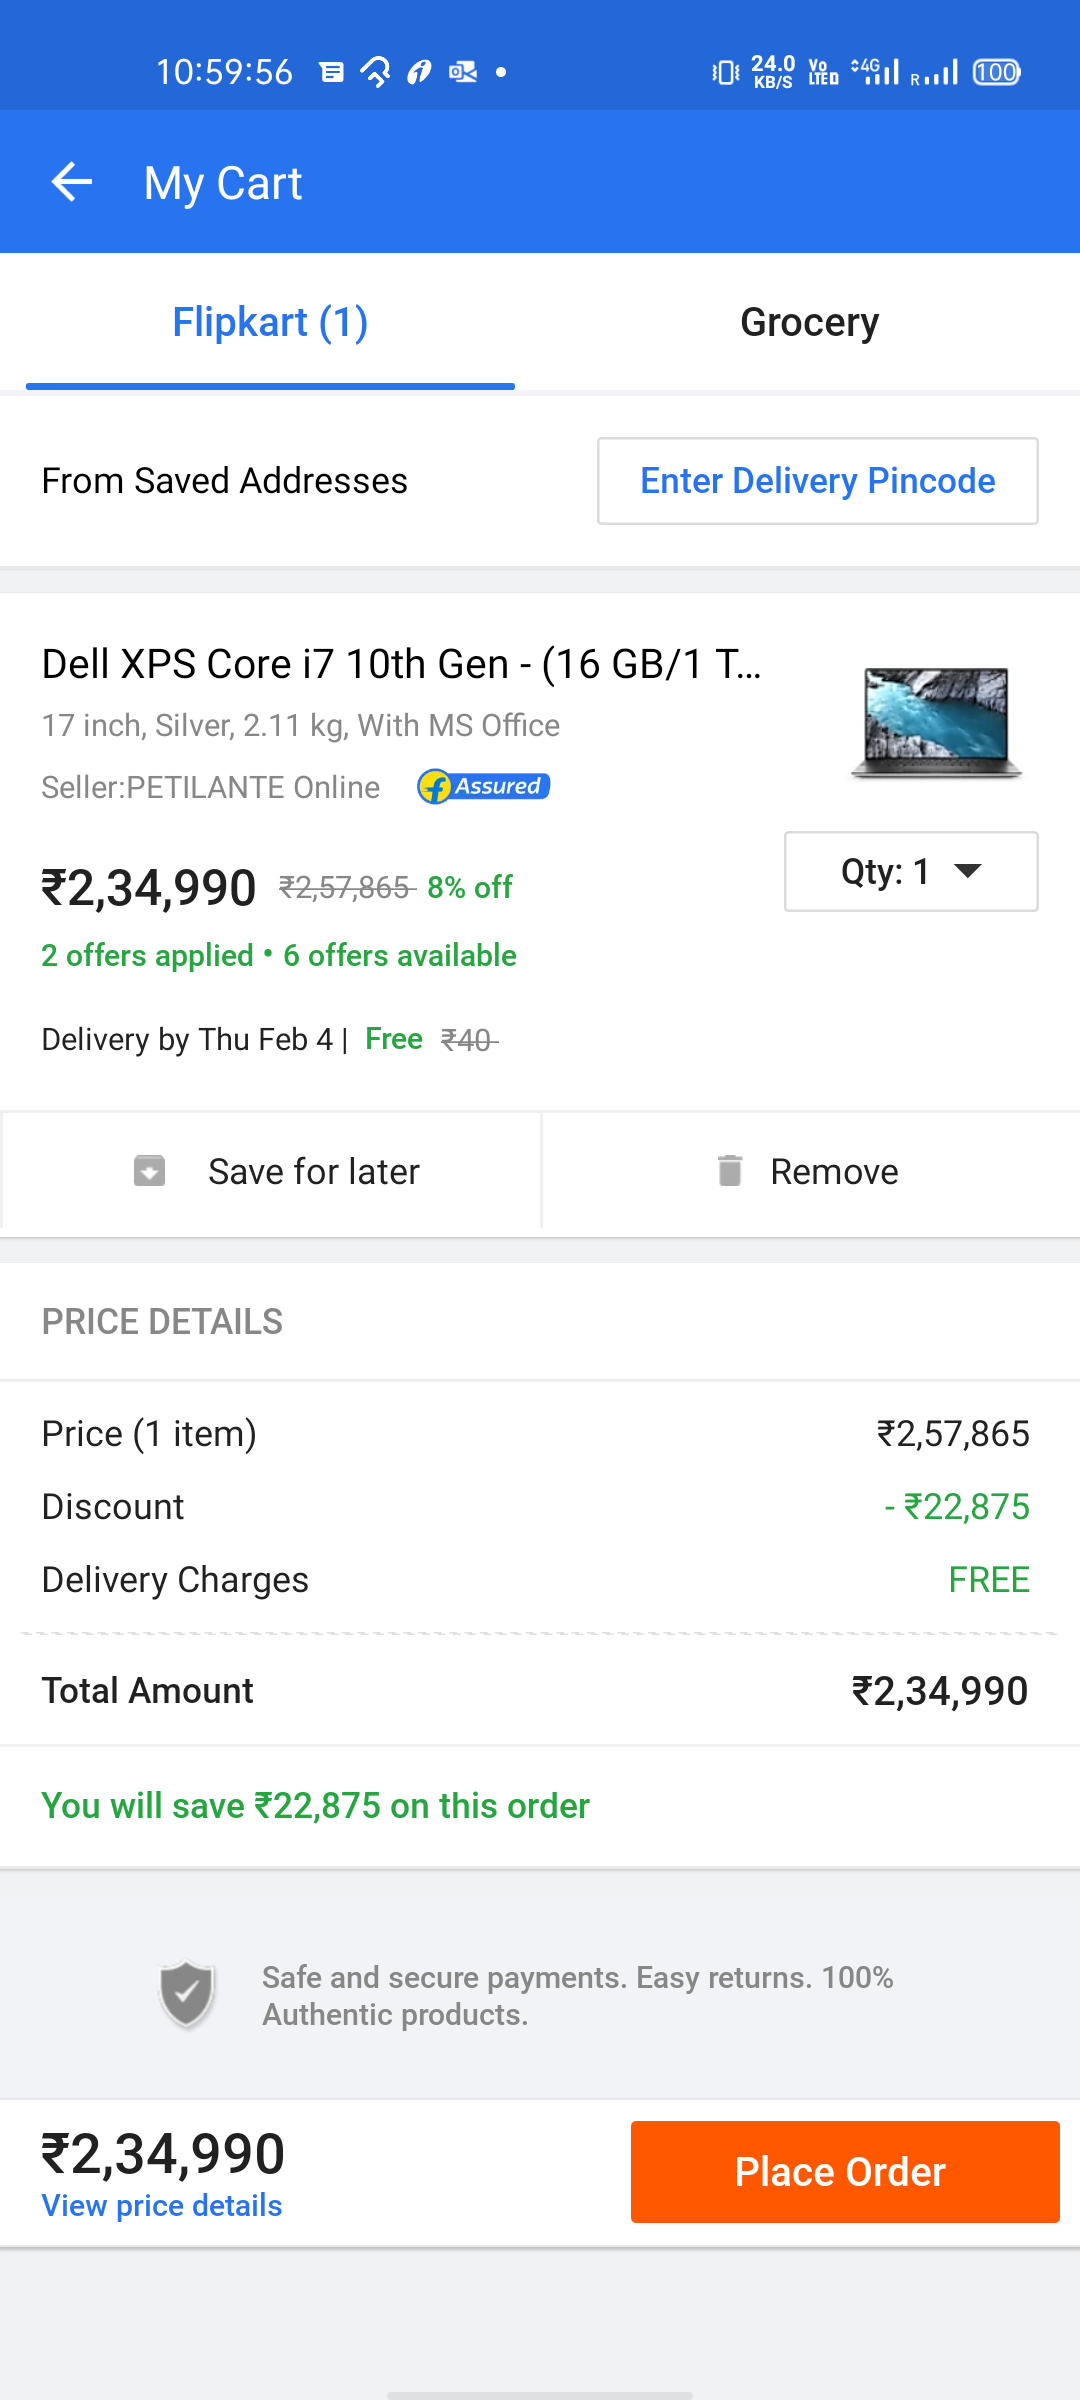 10:59:56 24.0 KB/S Vo LTE D 4G R 100
My Cart
Flipkart (1) Grocery
From Saved Addresses Enter Delivery Pincode
Dell XPS Core i7 10th Gen - (16 GB/1 T...
17 inch, Silver, 2.11 kg, With MS Office
Seller:PETILANTE Online f Assured
₹2,34,990 ₹2,57,865 8% off Qty: 1
2 offers applied • 6 offers available
Delivery by Thu Feb 4 | Free ₹40
Save for later Remove
PRICE DETAILS
Price (1 item) ₹2,57,865
Discount - ₹22,875
Delivery Charges FREE
Total Amount ₹2,34,990
You will save ₹22,875 on this order
Safe and secure payments. Easy returns. 100%
Authentic products.
₹2,34,990
View price details
Place Order